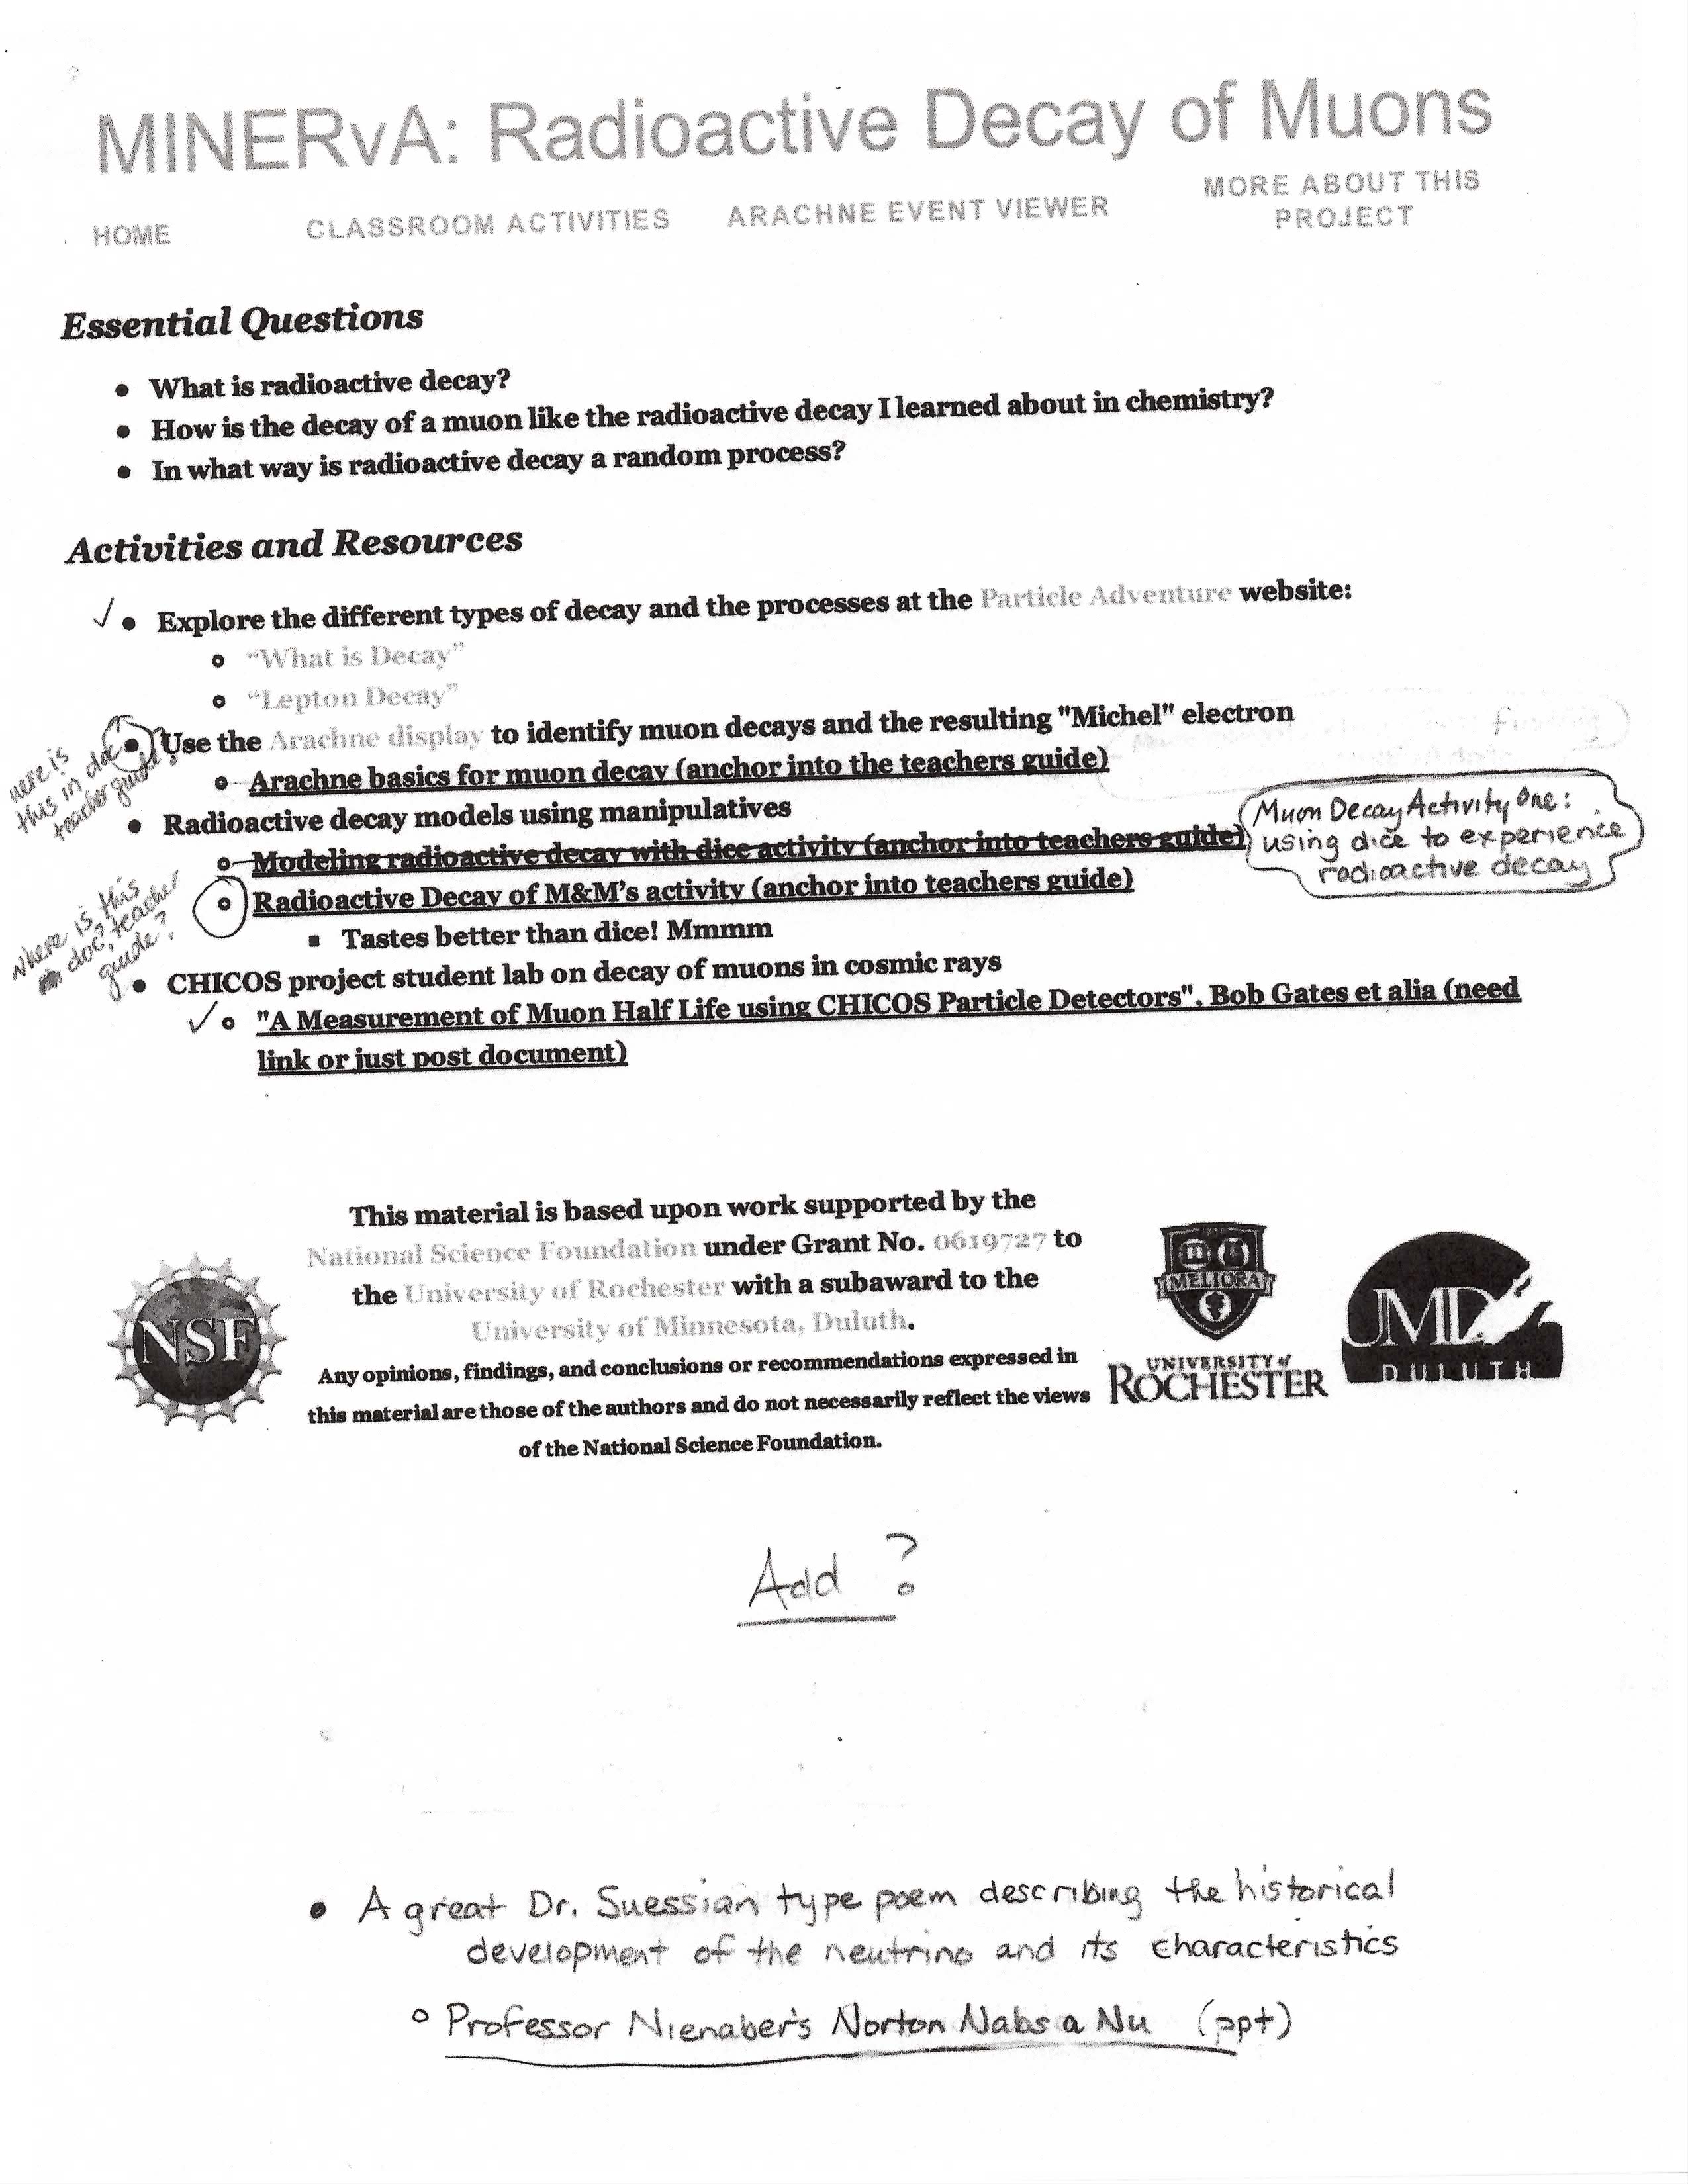 MINERvA: Radioactive Decay of Muons
HOME CLASSROOM ACTIVITIES ARACHNE EVENT VIEWER MORE ABOUT THIS
PROJECT
Essential Questions
• What is radioactive decay?
• How is the decay of a muon like the radioactive decay I learned about in chemistry?
• In what way is radioactive decay a random process?
Activities and Resources
✓ • Explore the different types of decay and the processes at the Particle Adventure website:
o "What is Decay"
o "Lepton Decay"
• Use the Arachne display to identify muon decays and the resulting "Michel" electron
here is
this in doc
teacher guide?
o Arachne basics for muon decay (anchor into the teachers guide)
• Radioactive decay models using manipulatives
o Modeling radioactive decay with dice activity (anchor into teachers guide)
Muon Decay Activity One:
using dice to experience
radioactive decay
o Radioactive Decay of M&M's activity (anchor into teachers guide)
where is this
doc? teacher
guide?
▪ Tastes better than dice! Mmmm
• CHICOS project student lab on decay of muons in cosmic rays
✓ o "A Measurement of Muon Half Life using CHICOS Particle Detectors". Bob Gates et alia (need
link or just post document)
This material is based upon work supported by the
National Science Foundation under Grant No. 0619727 to
the University of Rochester with a subaward to the
University of Minnesota, Duluth.
Any opinions, findings, and conclusions or recommendations expressed in
this material are those of the authors and do not necessarily reflect the views
of the National Science Foundation.
NSF
MELIORA
UNIVERSITY of
ROCHESTER
UMD
DULUTH
Add ?
• A great Dr. Suessian type poem describing the historical
development of the neutrino and its characteristics
o Professor Nienaber's Norton Nabs a Nu (ppt)